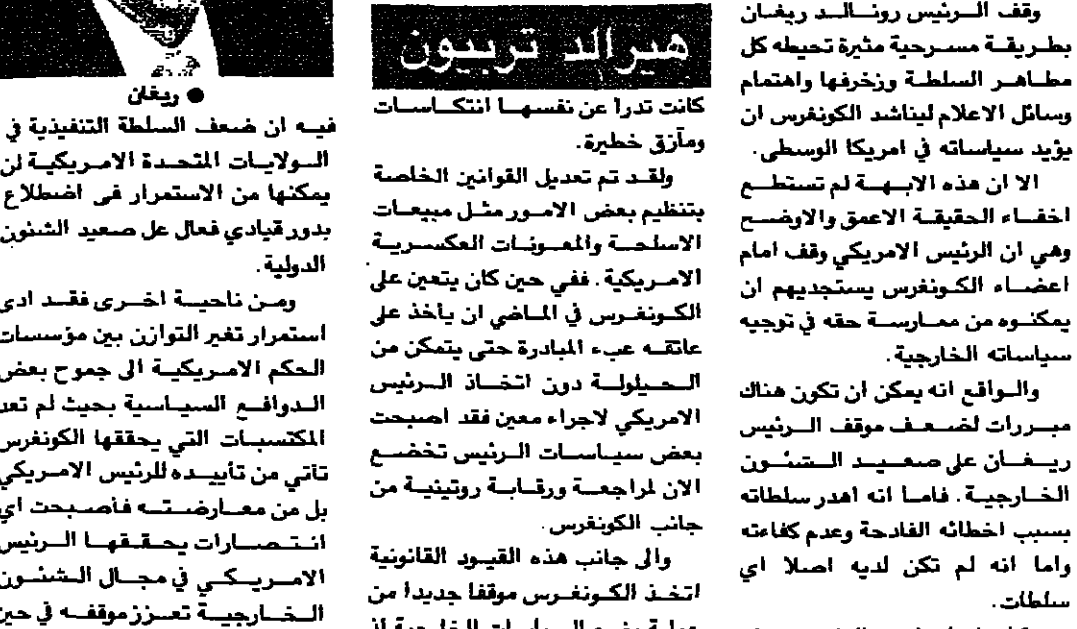 وقف الرئيس رونالد ريغان
بطريقة مسرحية مثيرة تحيطه كل
مظاهر السلطة وزخرفها واهتمام
وسائل الاعلام ليناشد الكونغرس ان
يؤيد سياساته في امريكا الوسطى.
الا ان هذه الابهة لم تستطع
اخفاء الحقيقة الاعمق والاوضح
وهي ان الرئيس الامريكي وقف امام
اعضاء الكونغرس يستجديهم ان
يمكنوه من ممارسة حقه في توجيه
سياساته الخارجية.
والواقع انه يمكن ان تكون هناك
مبررات لضعف موقف الرئيس
ريغان على صعيد الشئون
الخارجية. فاما انه اهدر سلطاته
بسبب اخطائه الفادحة وعدم كفاءته
واما انه لم تكن لديه اصلا اي
سلطات.
هيرالد تريبيون
كانت تدرا عن نفسها انتكاسات
ومآزق خطيرة.
ولقد تم تعديل القوانين الخاصة
بتنظيم بعض الامور مثل مبيعات
الاسلحة والمعونات العكسرية
الامريكية. ففي حين كان يتعين على
الكونغرس في الماضي ان يأخذ على
عاتقه عبء المبادرة حتى يتمكن من
الحيلولة دون اتخاذ الرئيس
الامريكي لاجراء معين فقد اصبحت
بعض سياسات الرئيس تخضع
الان لمراجعة ورقابة روتينية من
جانب الكونغرس.
والى جانب هذه القيود القانونية
اتخذ الكونغرس موقفا جديدا من
● ريغان
فيه ان ضعف السلطة التنفيذية في
الولايات المتحدة الامريكية لن
يمكنها من الاستمرار فى اضطلاع
بدور قيادي فعال عل صعيد الشئون
الدولية.
ومن ناحية اخرى فقد ادى
استمرار تغير التوازن بين مؤسسات
الحكم الامريكية الى جموح بعض
الدوافع السياسية بحيث لم تعد
المكتسبات التي يحققها الكونغرس
تأتي من تأييده للرئيس الامريكي
بل من معارضته فأصبحت اي
انتصارات يحققها الرئيس
الامريكي في مجال الشئون
الخارجية تعزز موقفه في حين